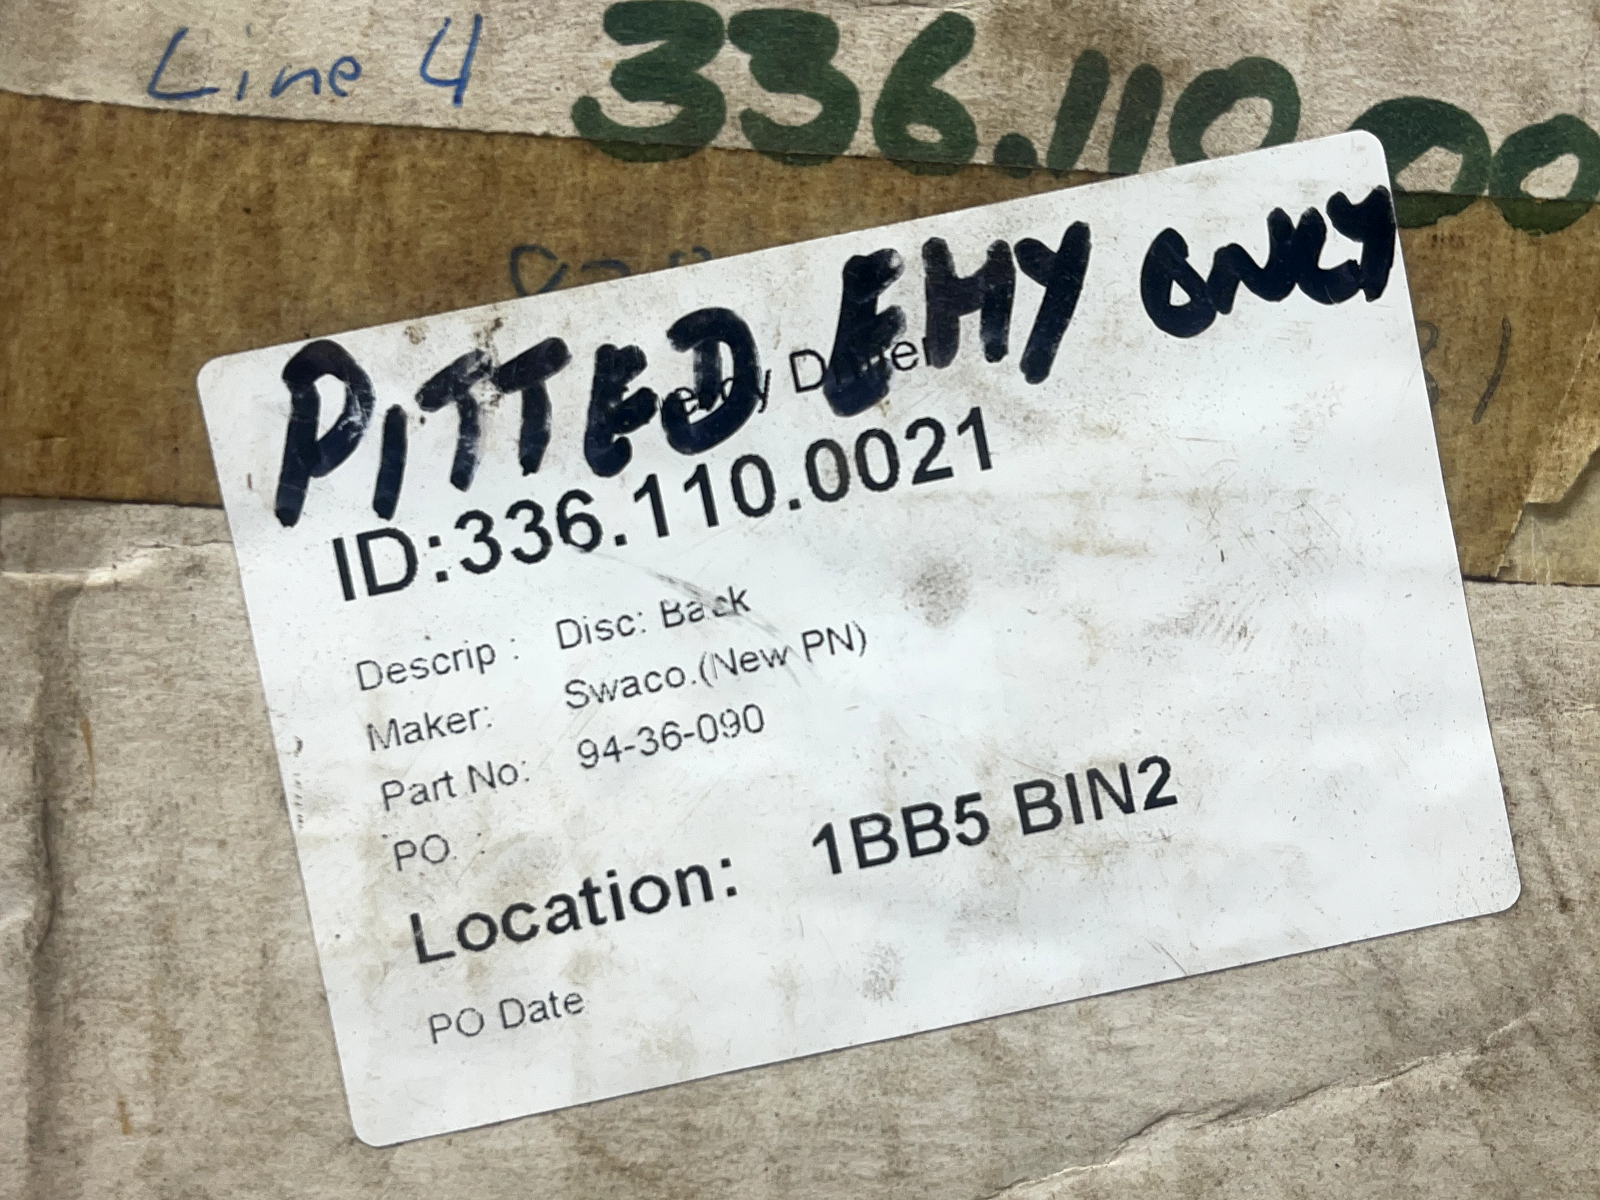 Line 4 336.110.00
PITTED EMY ONLY
ID:336.110.0021
Descrip : Disc: Back
Maker: Swaco.(New PN)
Part No: 94-36-090
PO
Location: 1BB5 BIN2
PO Date